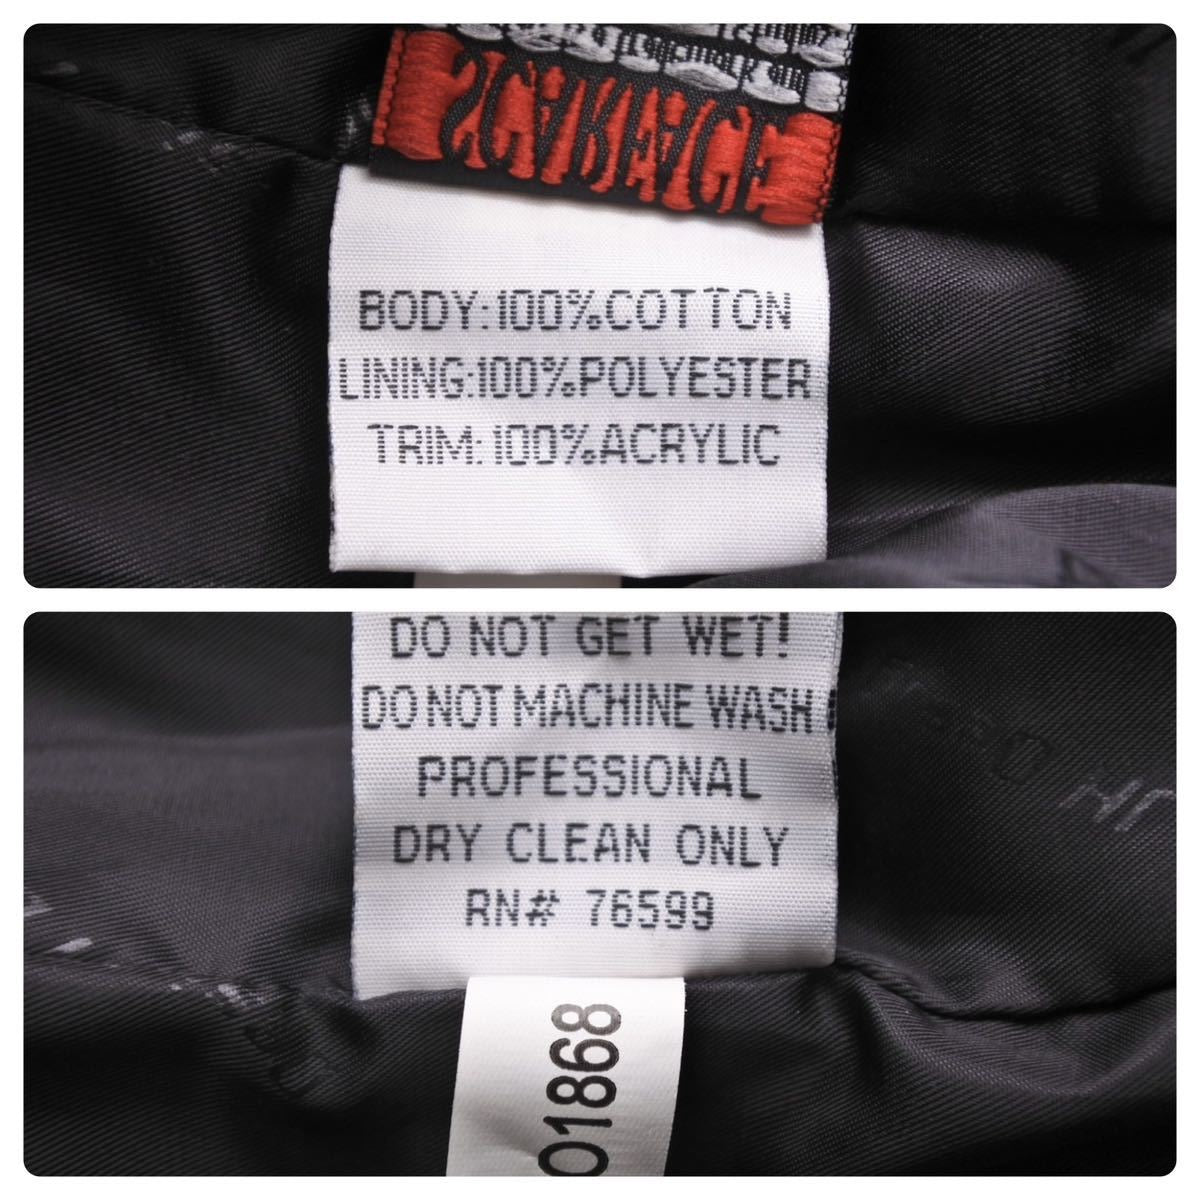 SCARFACE
BODY:100%COTTON
LINING:100%POLYESTER
TRIM:100%ACRYLIC
DO NOT GET WET!
DO NOT MACHINE WASH
PROFESSIONAL
DRY CLEAN ONLY
RN# 76599
01868